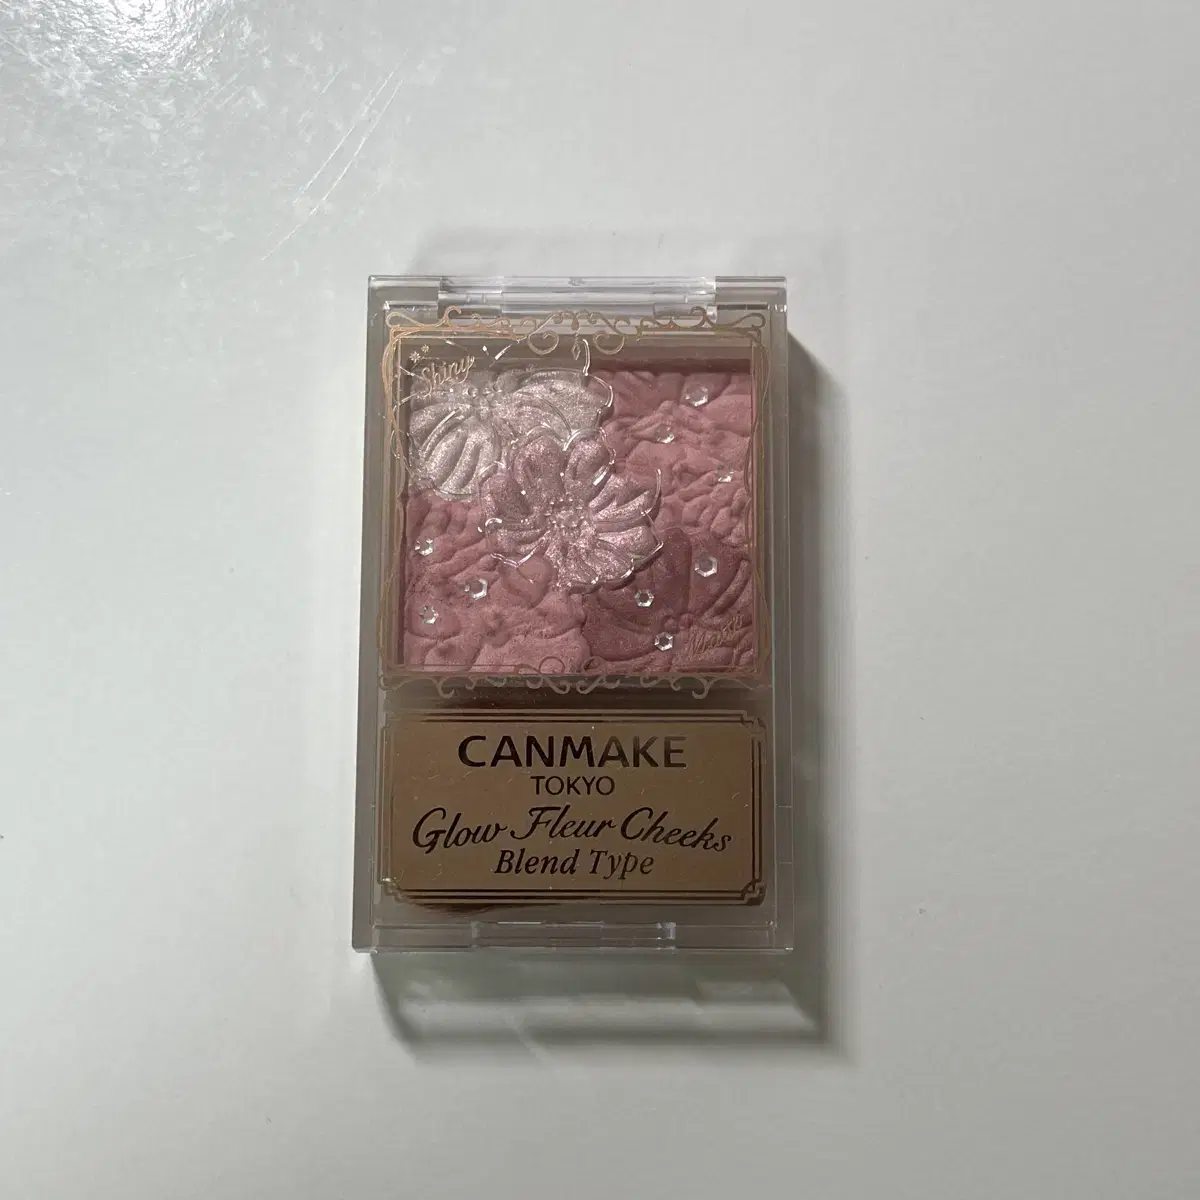 Shiny
CANMAKE
TOKYO
Glow Fleur Cheeks
Blend Type